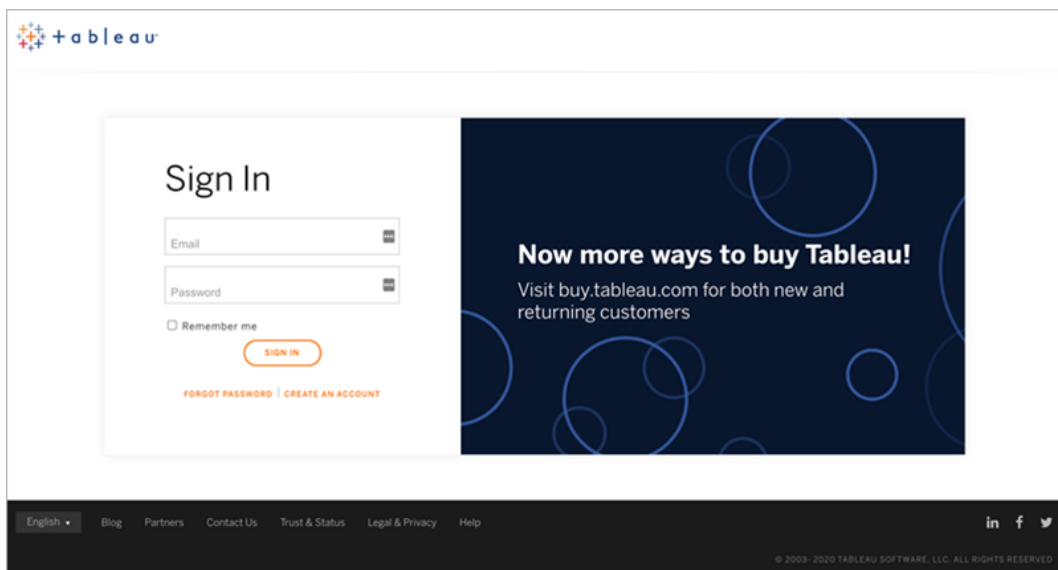 +ableau
Sign In
Email
Password
Remember me
SIGN IN
FORGOT PASSWORD | CREATE AN ACCOUNT
Now more ways to buy Tableau!
Visit buy.tableau.com for both new and
returning customers
English Blog Partners Contact Us Trust & Status Legal & Privacy Help
in f
© 2003- 2020 TABLEAU SOFTWARE, LLC. ALL RIGHTS RESERVED